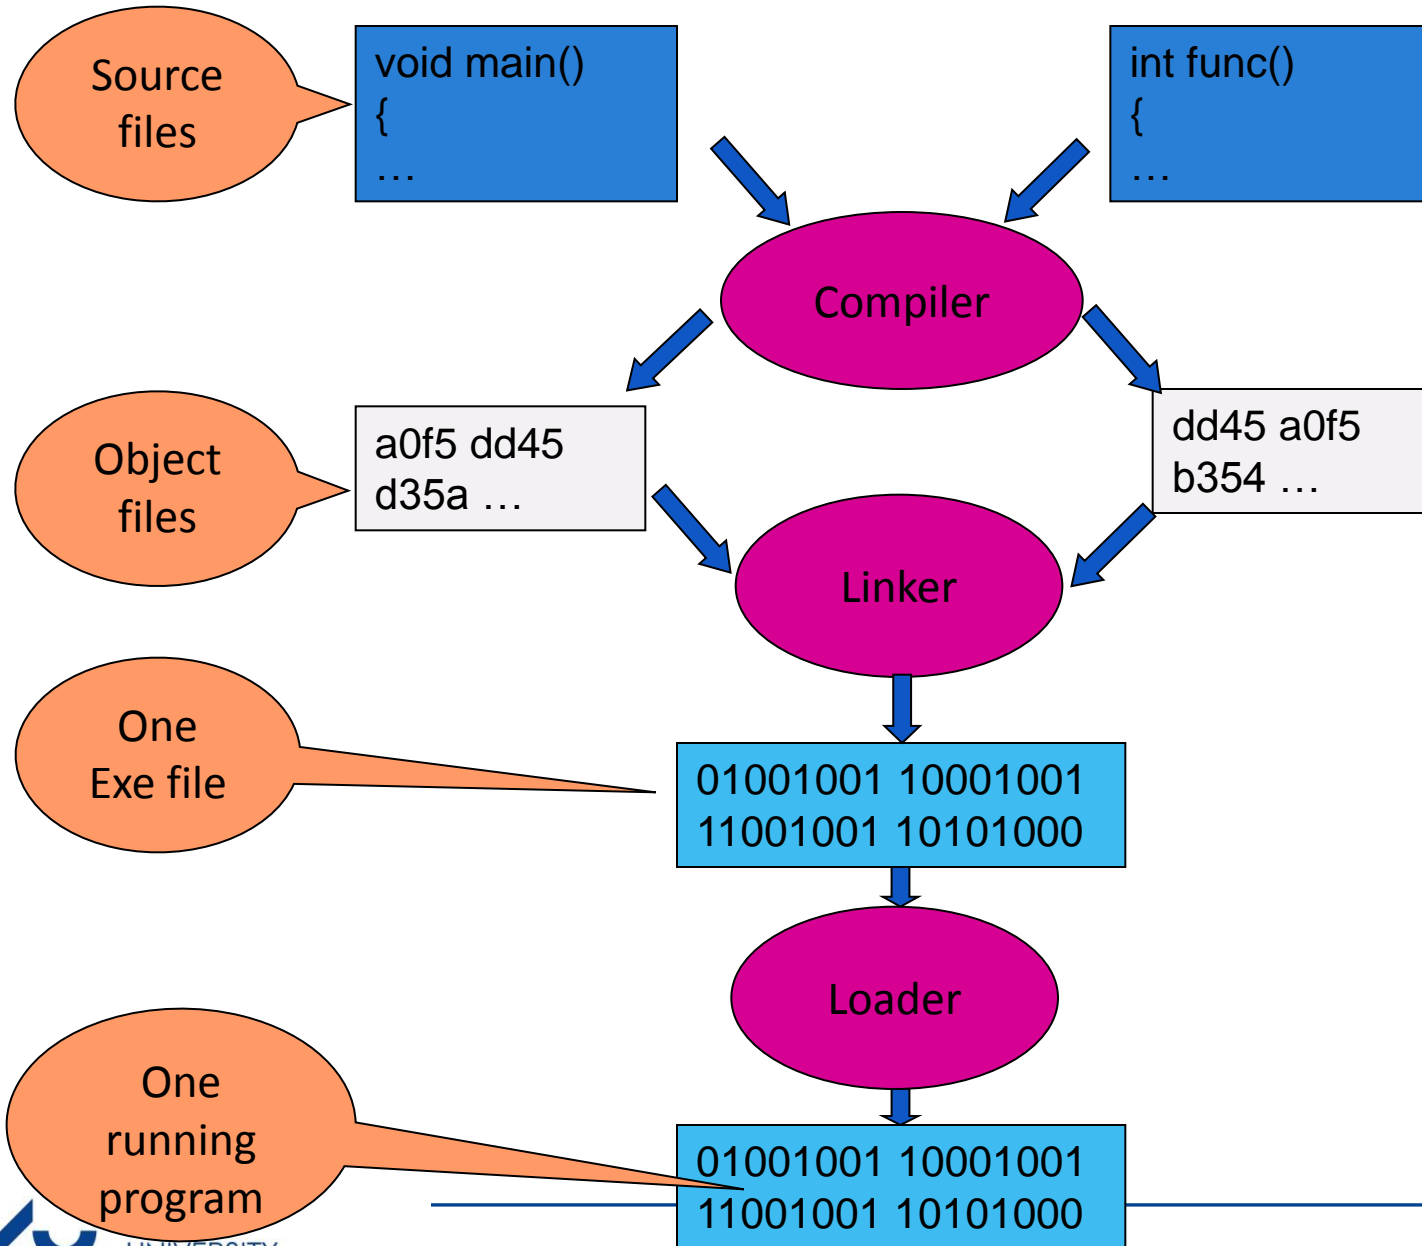 Source
files
void main()
{
…
int func()
{
…
Compiler
Object
files
a0f5 dd45
d35a …
dd45 a0f5
b354 …
Linker
One
Exe file
01001001 10001001
11001001 10101000
Loader
One
running
program
01001001 10001001
11001001 10101000
UNIVERSITY